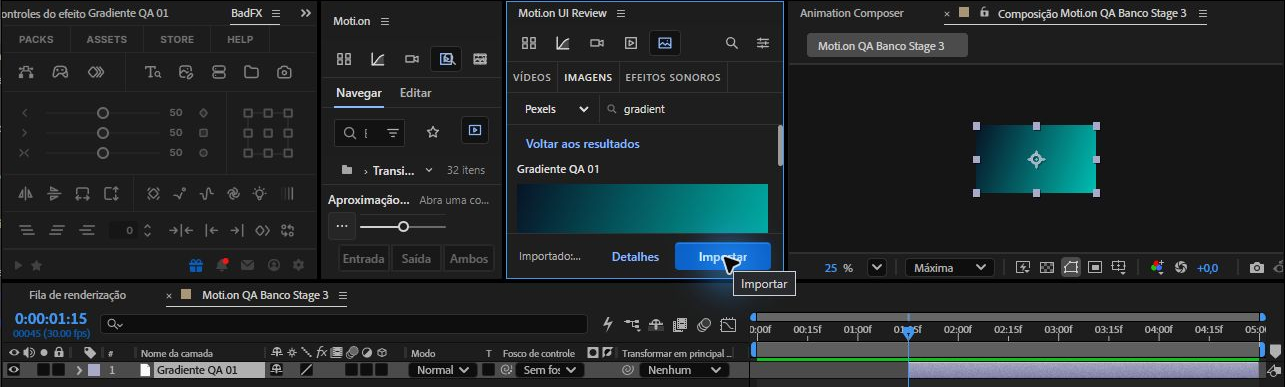 ontroles do efeito Gradiente QA 01
BadFX
PACKS
ASSETS
STORE
HELP
50
50
50
0
Moti.on
Navegar
Editar
Transi...
32 itens
Aproximação...
Abra uma co...
Entrada
Saída
Ambos
Moti.on UI Review
VÍDEOS
IMAGENS
EFEITOS SONOROS
Pexels
gradient
Voltar aos resultados
Gradiente QA 01
Importado:...
Detalhes
Importar
Importar
Animation Composer
Composição Moti.on QA Banco Stage 3
Moti.on QA Banco Stage 3
25 %
Máxima
+0,0
Fila de renderização
Moti.on QA Banco Stage 3
0:00:01:15
00045 (30.00 fps)
00f
00:15f
01:00f
02:00f
02:15f
03:00f
03:15f
04:00f
04:15f
05:0
# Nome da camada
fx
Modo
T
Fosco de controle
Transformar em principal ...
1
Gradiente QA 01
Normal
Sem fos
Nenhum